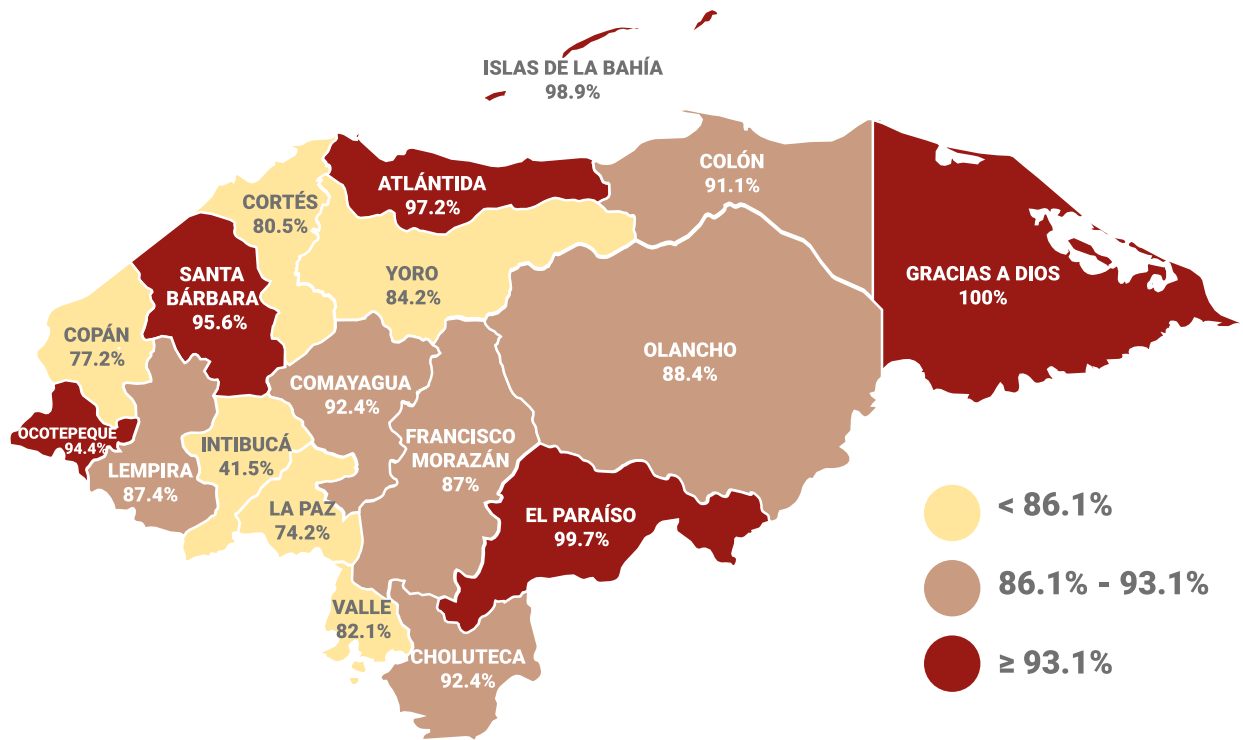 ISLAS DE LA BAHÍA
98.9%
COLÓN
91.1%
ATLÁNTIDA
97.2%
CORTÉS
80.5%
GRACIAS A DIOS
100%
SANTA
BÁRBARA
95.6%
YORO
84.2%
COPÁN
77.2%
OLANCHO
88.4%
COMAYAGUA
92.4%
OCOTEPEQUE
94.4%
INTIBUCÁ
41.5%
FRANCISCO
MORAZÁN
87%
LEMPIRA
87.4%
LA PAZ
74.2%
EL PARAÍSO
99.7%
VALLE
82.1%
CHOLUTECA
92.4%
< 86.1%
86.1% - 93.1%
≥ 93.1%